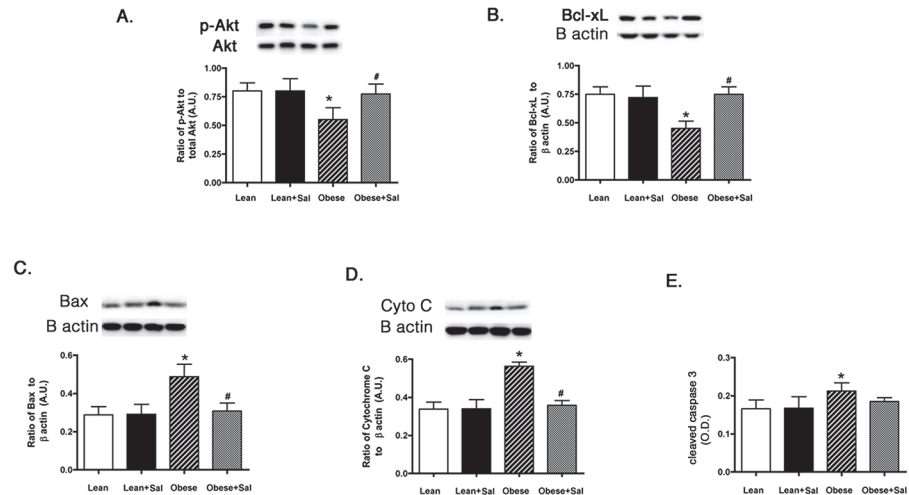 A.
p-Akt
Akt
Ratio of p-Akt to
total Akt (A.U.)
1.00
0.75
0.50
0.25
0.00
*
#
Lean Lean+Sal Obese Obese+Sal
B.
Bcl-xL
B actin
Ratio of Bcl-xL to
β actin (A.U.)
1.00
0.75
0.50
0.25
0.00
*
#
Lean Lean+Sal Obese Obese+Sal
C.
Bax
B actin
Ratio of Bax to
β actin (A.U.)
0.6
0.4
0.2
0.0
*
#
Lean Lean+Sal Obese Obese+Sal
D.
Cyto C
B actin
Ratio of Cytochrome C
to β actin (A.U.)
0.6
0.4
0.2
0.0
*
#
Lean Lean+Sal Obese Obese+Sal
E.
cleaved caspase 3
(O.D.)
0.3
0.2
0.1
0.0
*
Lean Lean+Sal Obese Obese+Sal